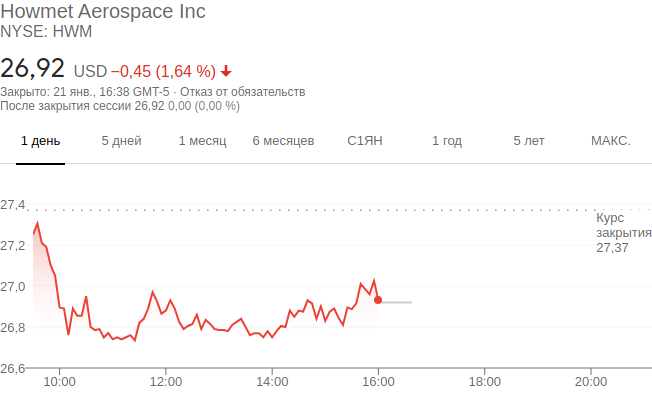 Howmet Aerospace Inc
NYSE: HWM
26,92 USD −0,45 (1,64 %)
Закрыто: 21 янв., 16:38 GMT-5 · Отказ от обязательств
После закрытия сессии 26,92 0,00 (0,00 %)
1 день 5 дней 1 месяц 6 месяцев С1ЯН 1 год 5 лет МАКС.
27,4
Курс
закрытия
27,37
27,2
27,0
26,8
26,6
10:00 12:00 14:00 16:00 18:00 20:00